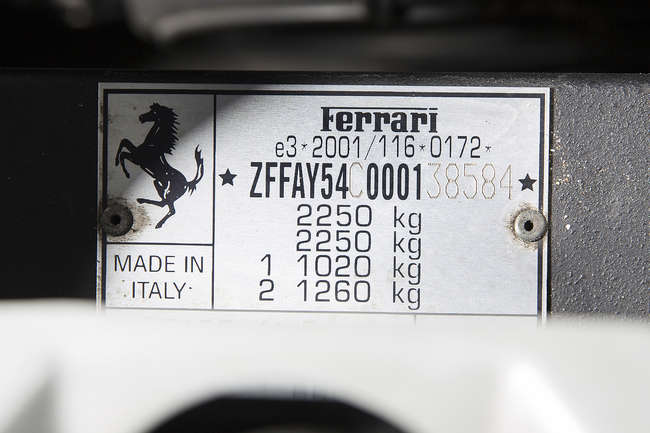 Ferrari
e3*2001/116*0172*
★ZFFAY54C000138584★
2250 kg
2250 kg
1 1020 kg
2 1260 kg
MADE IN
ITALY